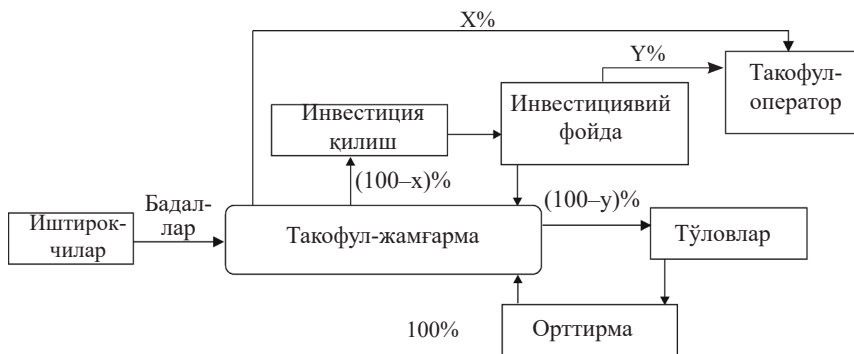 X%
Y%
Такофул-
оператор
Инвестиция
қилиш
Инвестициявий
фойда
(100–x)%
(100–y)%
Бадал-
лар
Иштирок-
чилар
Такофул-жамғарма
Тўловлар
100%
Орттирма